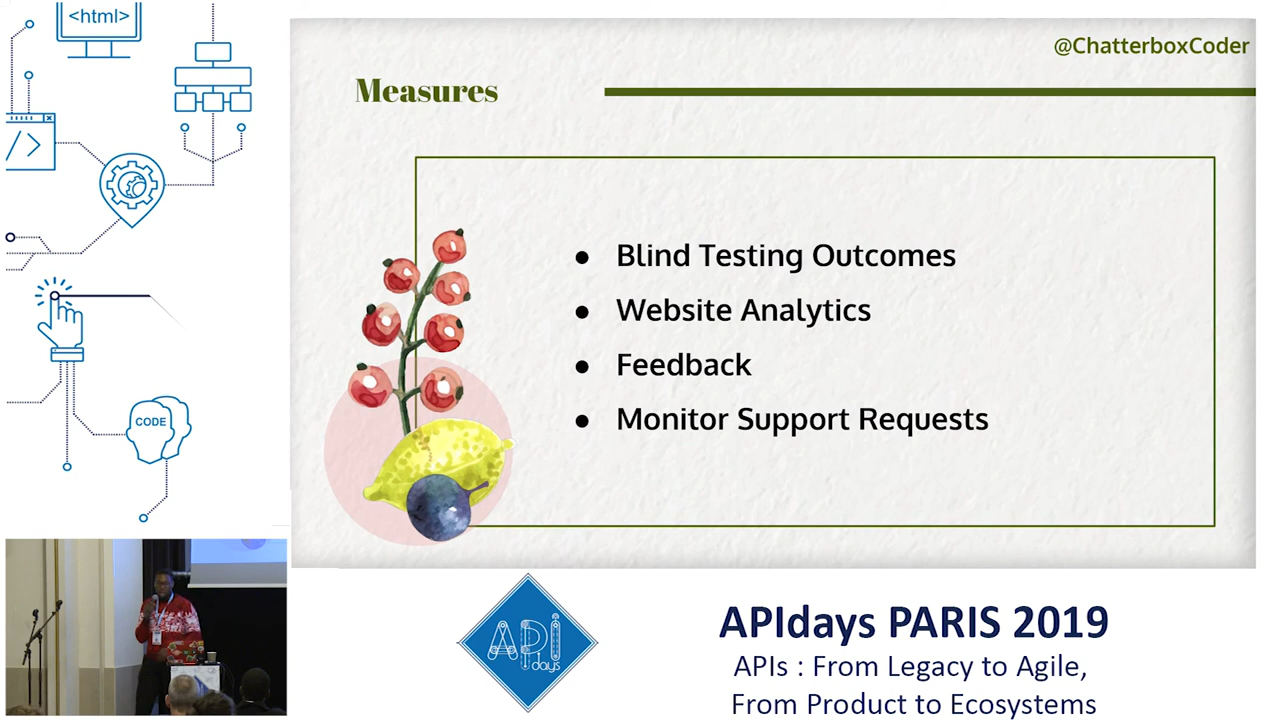 <html>
</>
CODE
@ChatterboxCoder
Measures
● Blind Testing Outcomes
● Website Analytics
● Feedback
● Monitor Support Requests
API
days
APIdays PARIS 2019
APIs : From Legacy to Agile,
From Product to Ecosystems